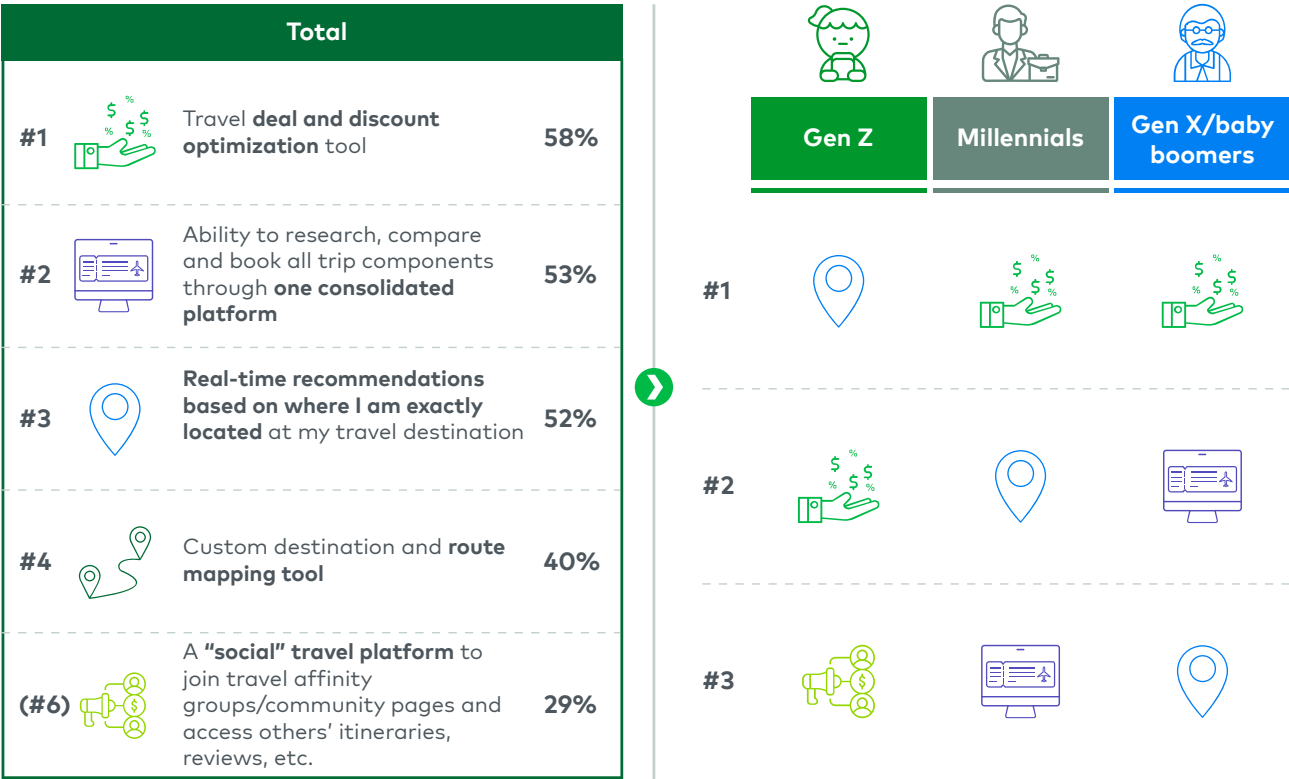 Total
#1
Travel deal and discount
optimization tool
58%
#2
Ability to research, compare
and book all trip components
through one consolidated
platform
53%
#3
Real-time recommendations
based on where I am exactly
located at my travel destination
52%
#4
Custom destination and route
mapping tool
40%
(#6)
A “social” travel platform to
join travel affinity
groups/community pages and
access others’ itineraries,
reviews, etc.
29%
Gen Z
Millennials
Gen X/baby
boomers
#1
#2
#3